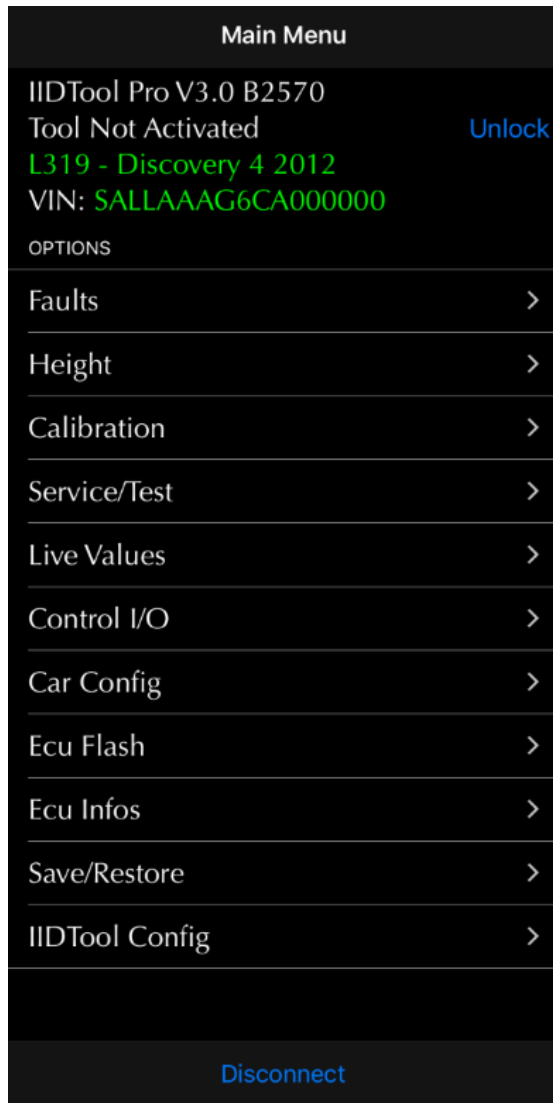 Main Menu
IIDTool Pro V3.0 B2570
Tool Not Activated Unlock
L319 - Discovery 4 2012
VIN: SALLAAAG6CA000000
OPTIONS
Faults
Height
Calibration
Service/Test
Live Values
Control I/O
Car Config
Ecu Flash
Ecu Infos
Save/Restore
IIDTool Config
Disconnect